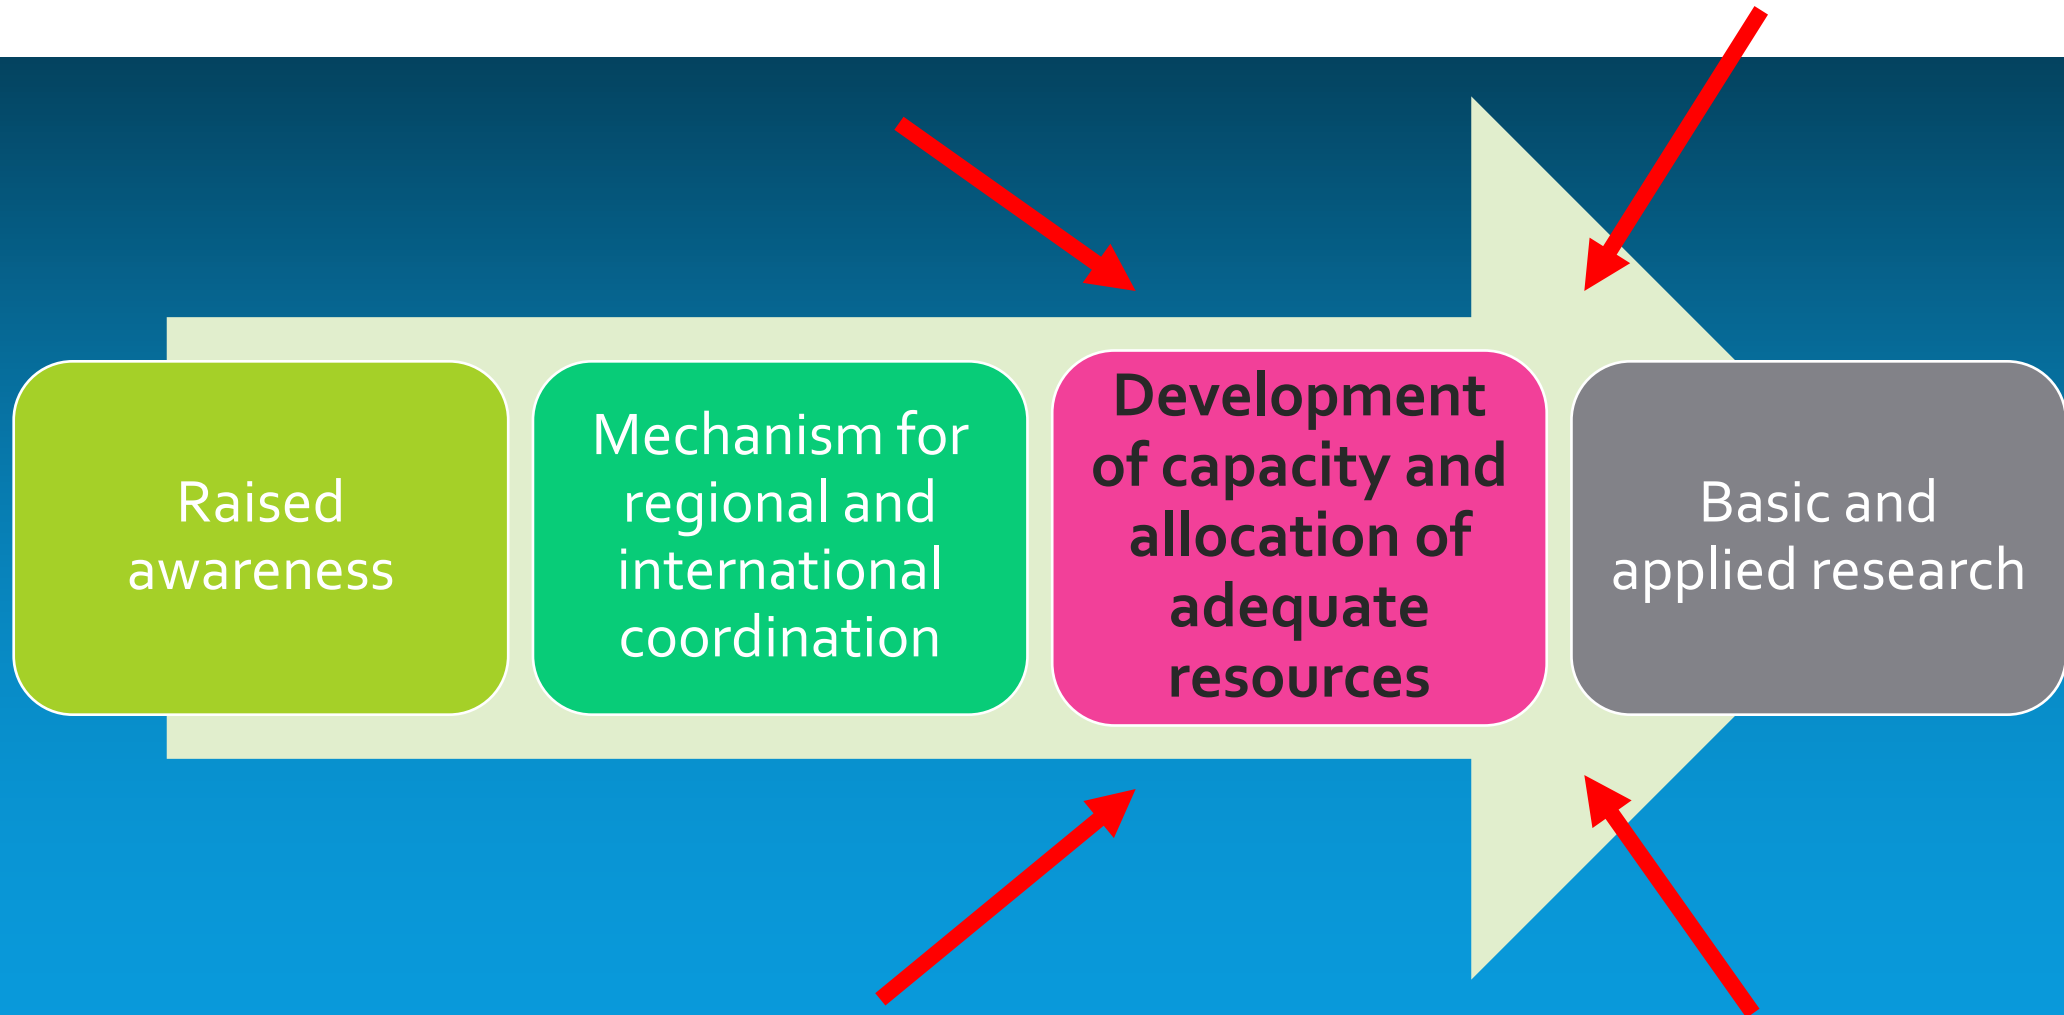 Raised
awareness
Mechanism for
regional and
international
coordination
Development
of capacity and
allocation of
adequate
resources
Basic and
applied research